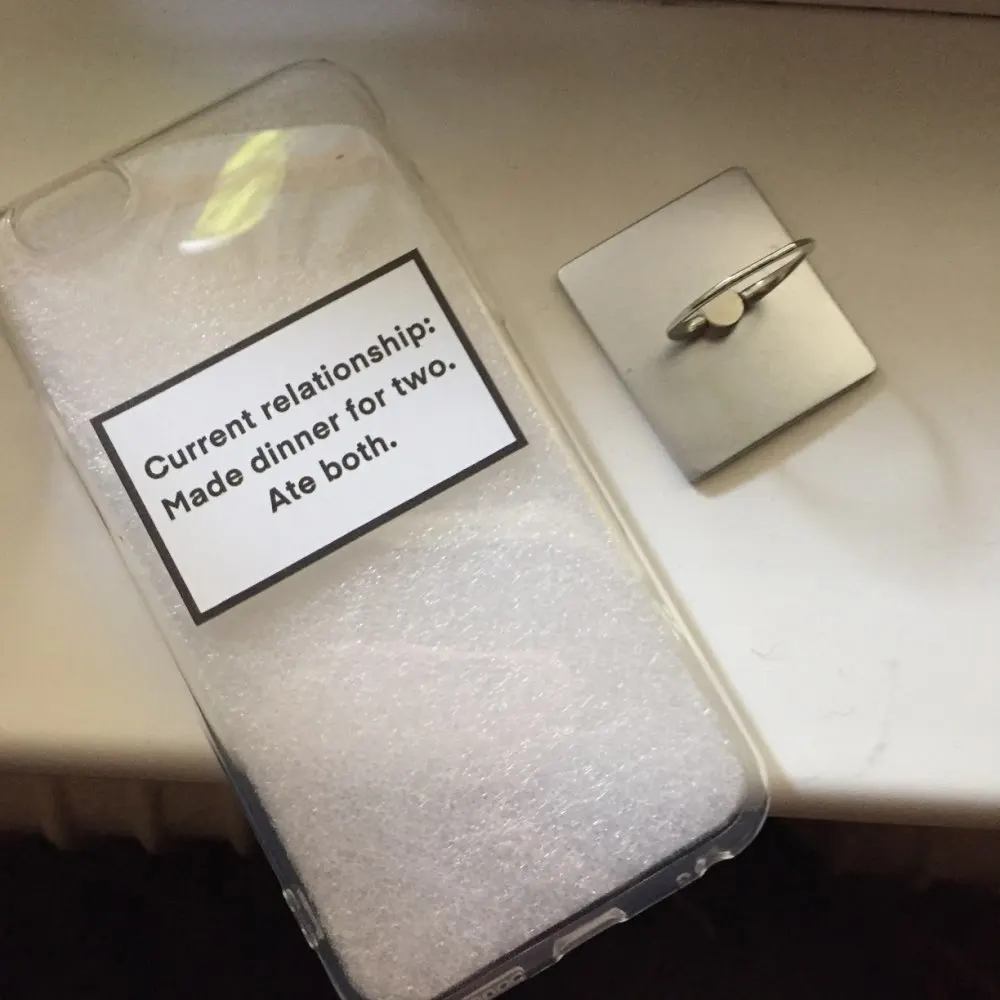 Current relationship:
Made dinner for two.
Ate both.